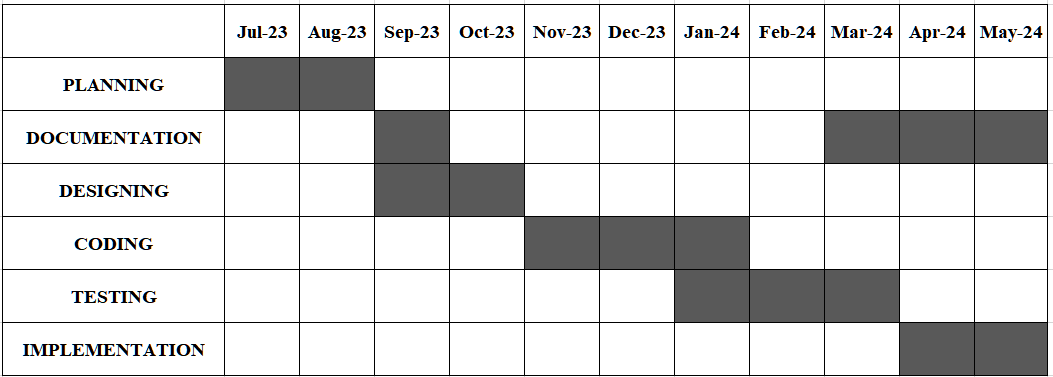 Jul-23 Aug-23 Sep-23 Oct-23 Nov-23 Dec-23 Jan-24 Feb-24 Mar-24 Apr-24 May-24
PLANNING
DOCUMENTATION
DESIGNING
CODING
TESTING
IMPLEMENTATION